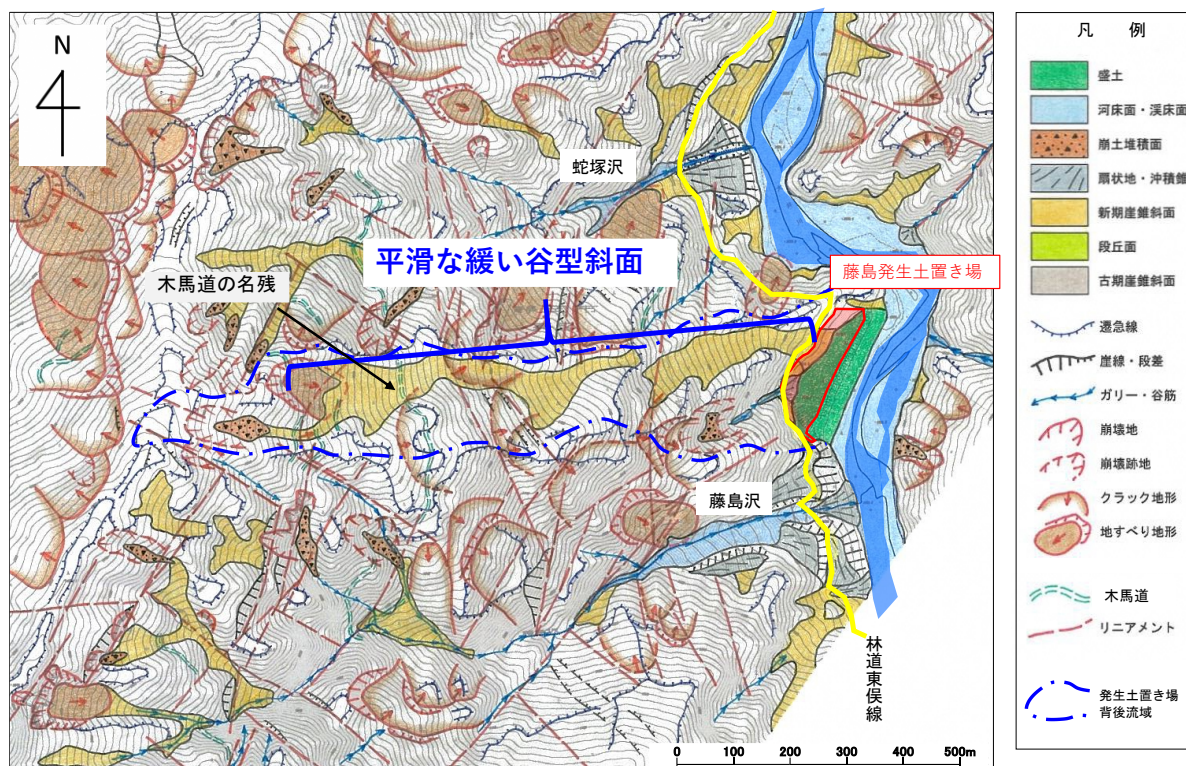 N
蛇塚沢
平滑な緩い谷型斜面
藤島発生土置き場
木馬道の名残
藤島沢
林道東俣線
0 100 200 300 400 500m
凡 例
盛土
河床面・渓床面
崩土堆積面
扇状地・沖積錐
新期崖錐斜面
段丘面
古期崖錐斜面
遷急線
崖線・段差
ガリー・谷筋
崩壊地
崩壊跡地
クラック地形
地すべり地形
木馬道
リニアメント
発生土置き場
背後流域